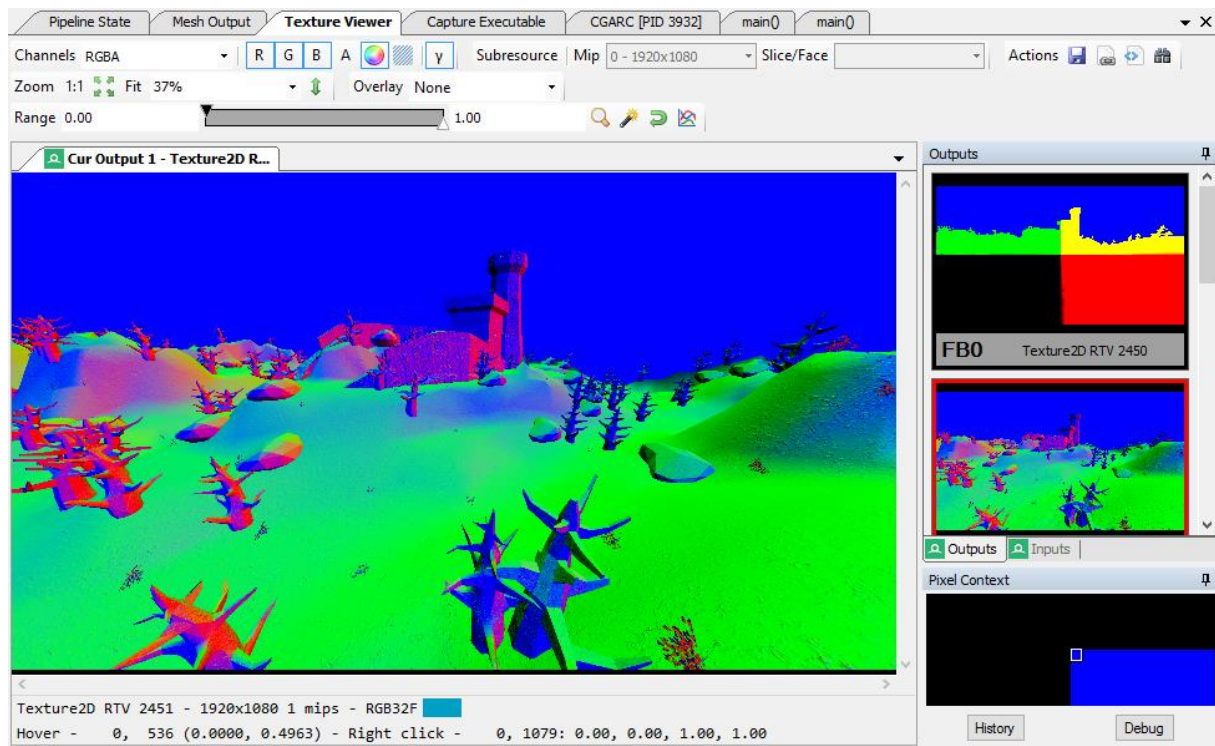 Pipeline State Mesh Output Texture Viewer Capture Executable CGARC [PID 3932] main() main()
Channels RGBA R G B A γ Subresource Mip 0 - 1920x1080 Slice/Face Actions
Zoom 1:1 Fit 37% Overlay None
Range 0.00 1.00
Cur Output 1 - Texture2D R...
Outputs
FB0 Texture2D RTV 2450
Outputs Inputs
Pixel Context
History Debug
Texture2D RTV 2451 - 1920x1080 1 mips - RGB32F
Hover - 0, 536 (0.0000, 0.4963) - Right click - 0, 1079: 0.00, 0.00, 1.00, 1.00